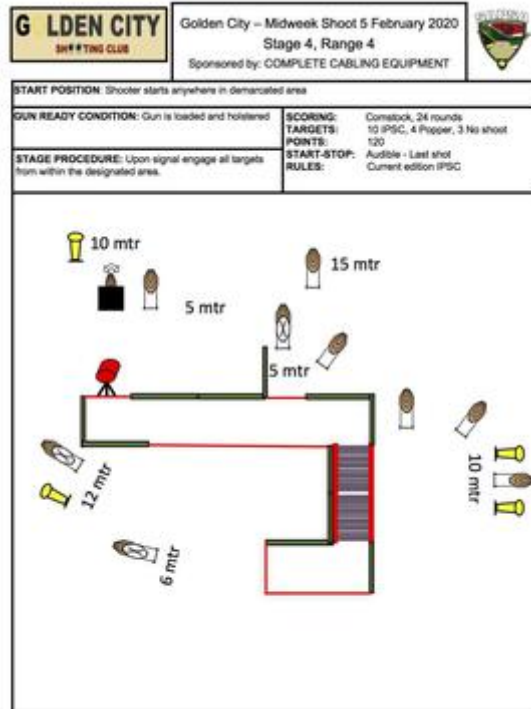 G LDEN CITY
SH TING CLUB
Golden City – Midweek Shoot 5 February 2020
Stage 4, Range 4
Sponsored by: COMPLETE CABLING EQUIPMENT
START POSITION: Shooter starts anywhere in demarcated area
GUN READY CONDITION: Gun is loaded and holstered
STAGE PROCEDURE: Upon signal engage all targets
from within the designated area.
SCORING: Comstock, 24 rounds
TARGETS: 10 IPSC, 4 Popper, 3 No shoot
POINTS: 120
START-STOP: Audible - Last shot
RULES: Current edition IPSC
10 mtr
15 mtr
5 mtr
5 mtr
10 mtr
12 mtr
6 mtr